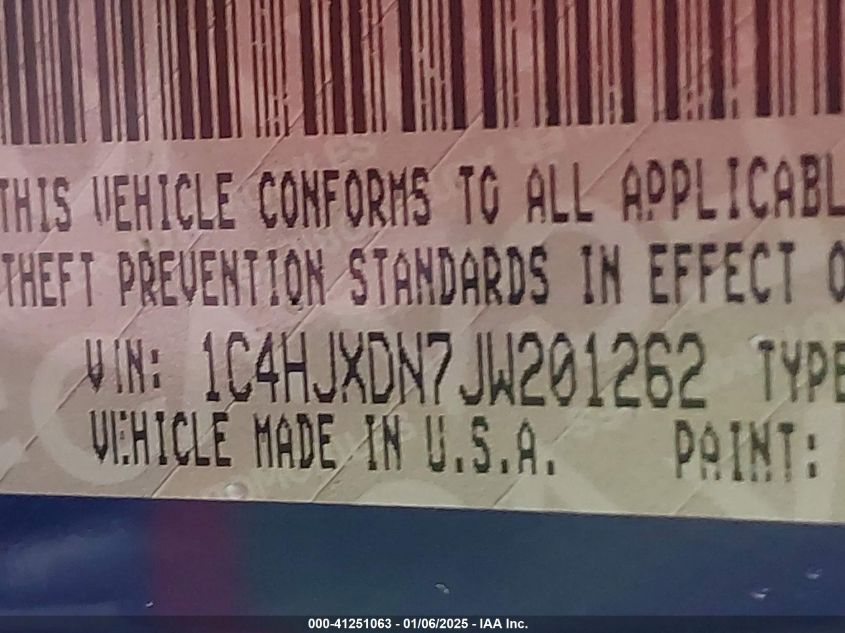 THIS VEHICLE CONFORMS TO ALL APPLICABL
THEFT PREVENTION STANDARDS IN EFFECT O
VIN: 1C4HJXDN7JW201262 TYPE
VEHICLE MADE IN U.S.A. PAINT:
000-41251063 - 01/06/2025 - IAA Inc.